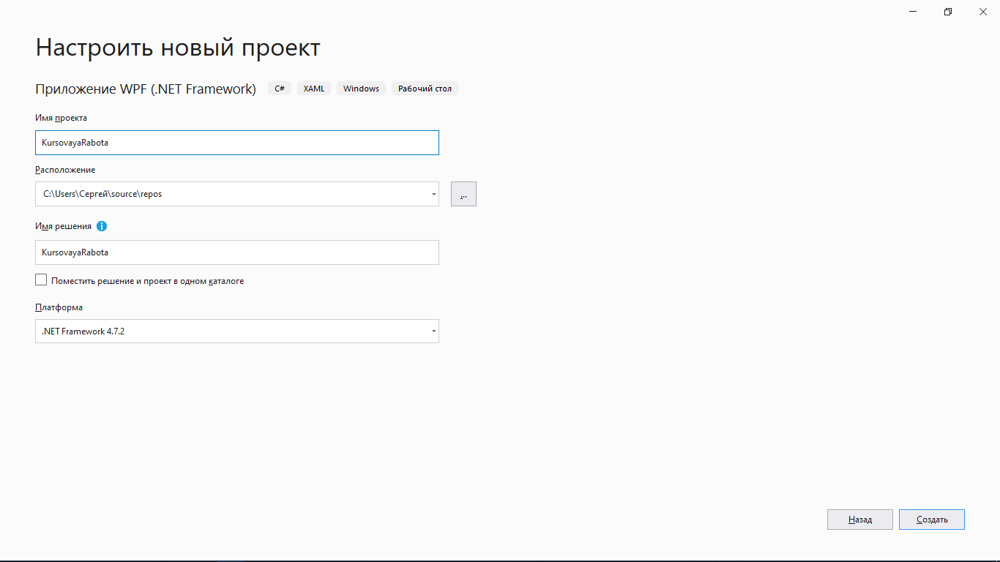 Настроить новый проект
Приложение WPF (.NET Framework) C# XAML Windows Рабочий стол
Имя проекта
KursovayaRabota
Расположение
C:\Users\Сергей\source\repos ...
Имя решения i
KursovayaRabota
Поместить решение и проект в одном каталоге
Платформа
.NET Framework 4.7.2
Назад Создать